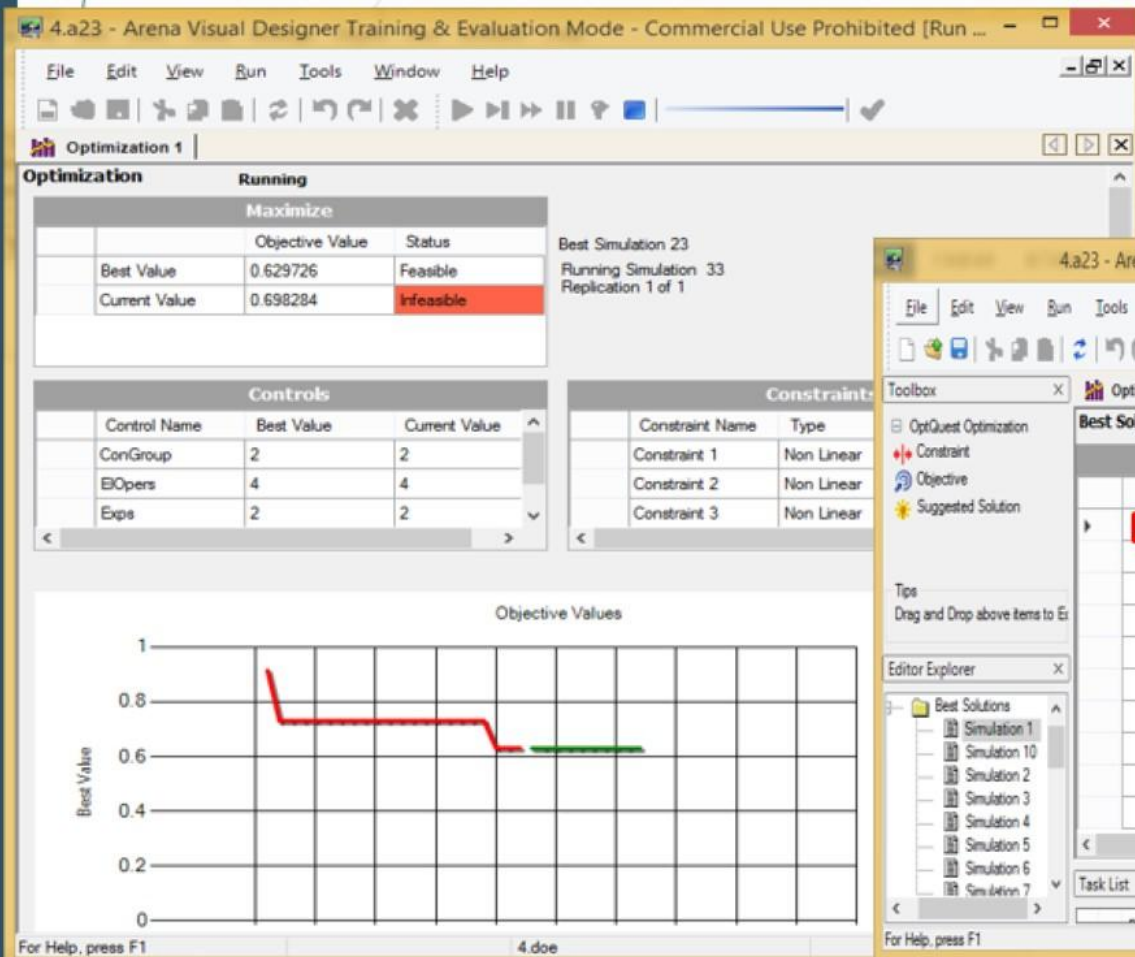 4.a23 - Arena Visual Designer Training & Evaluation Mode - Commercial Use Prohibited [Run ...
File Edit View Run Tools Window Help
Optimization 1
Optimization Running
Maximize
Objective Value Status
Best Value 0.629726 Feasible
Current Value 0.698284 Infeasible
Best Simulation 23
Running Simulation 33
Replication 1 of 1
Controls
Control Name Best Value Current Value
ConGroup 2 2
ElOpers 4 4
Exps 2 2
Constraints
Constraint Name Type
Constraint 1 Non Linear
Constraint 2 Non Linear
Constraint 3 Non Linear
Objective Values
Best Value
1
0.8
0.6
0.4
0.2
0
For Help, press F1 4.doe
4.a23 - Are
File Edit View Run Tools
Toolbox
OptQuest Optimization
Constraint
Objective
Suggested Solution
Tips
Drag and Drop above items to Ex
Editor Explorer
Best Solutions
Simulation 1
Simulation 10
Simulation 2
Simulation 3
Simulation 4
Simulation 5
Simulation 6
Simulation 7
Opt
Best Sol
Task List
For Help, press F1